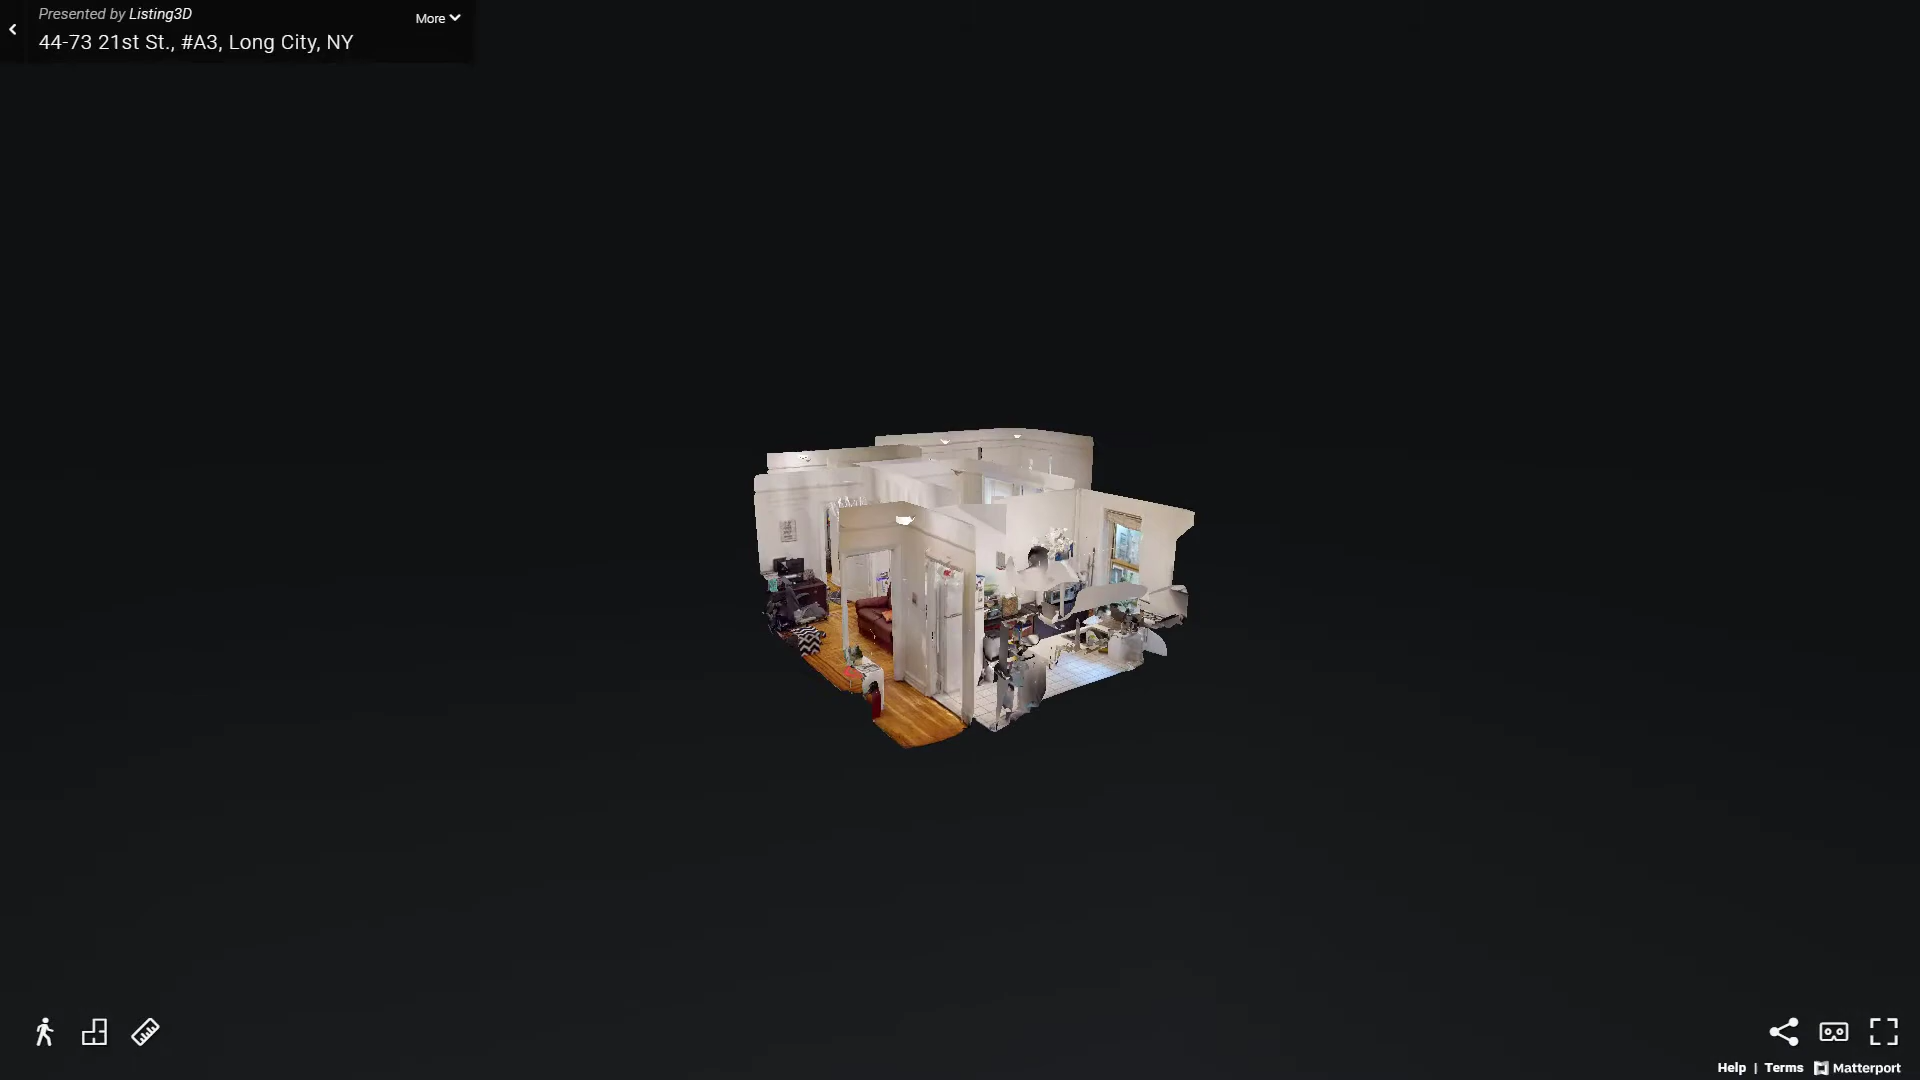 Presented by Listing3D
More
44-73 21st St., #A3, Long City, NY
Help | Terms Matterport